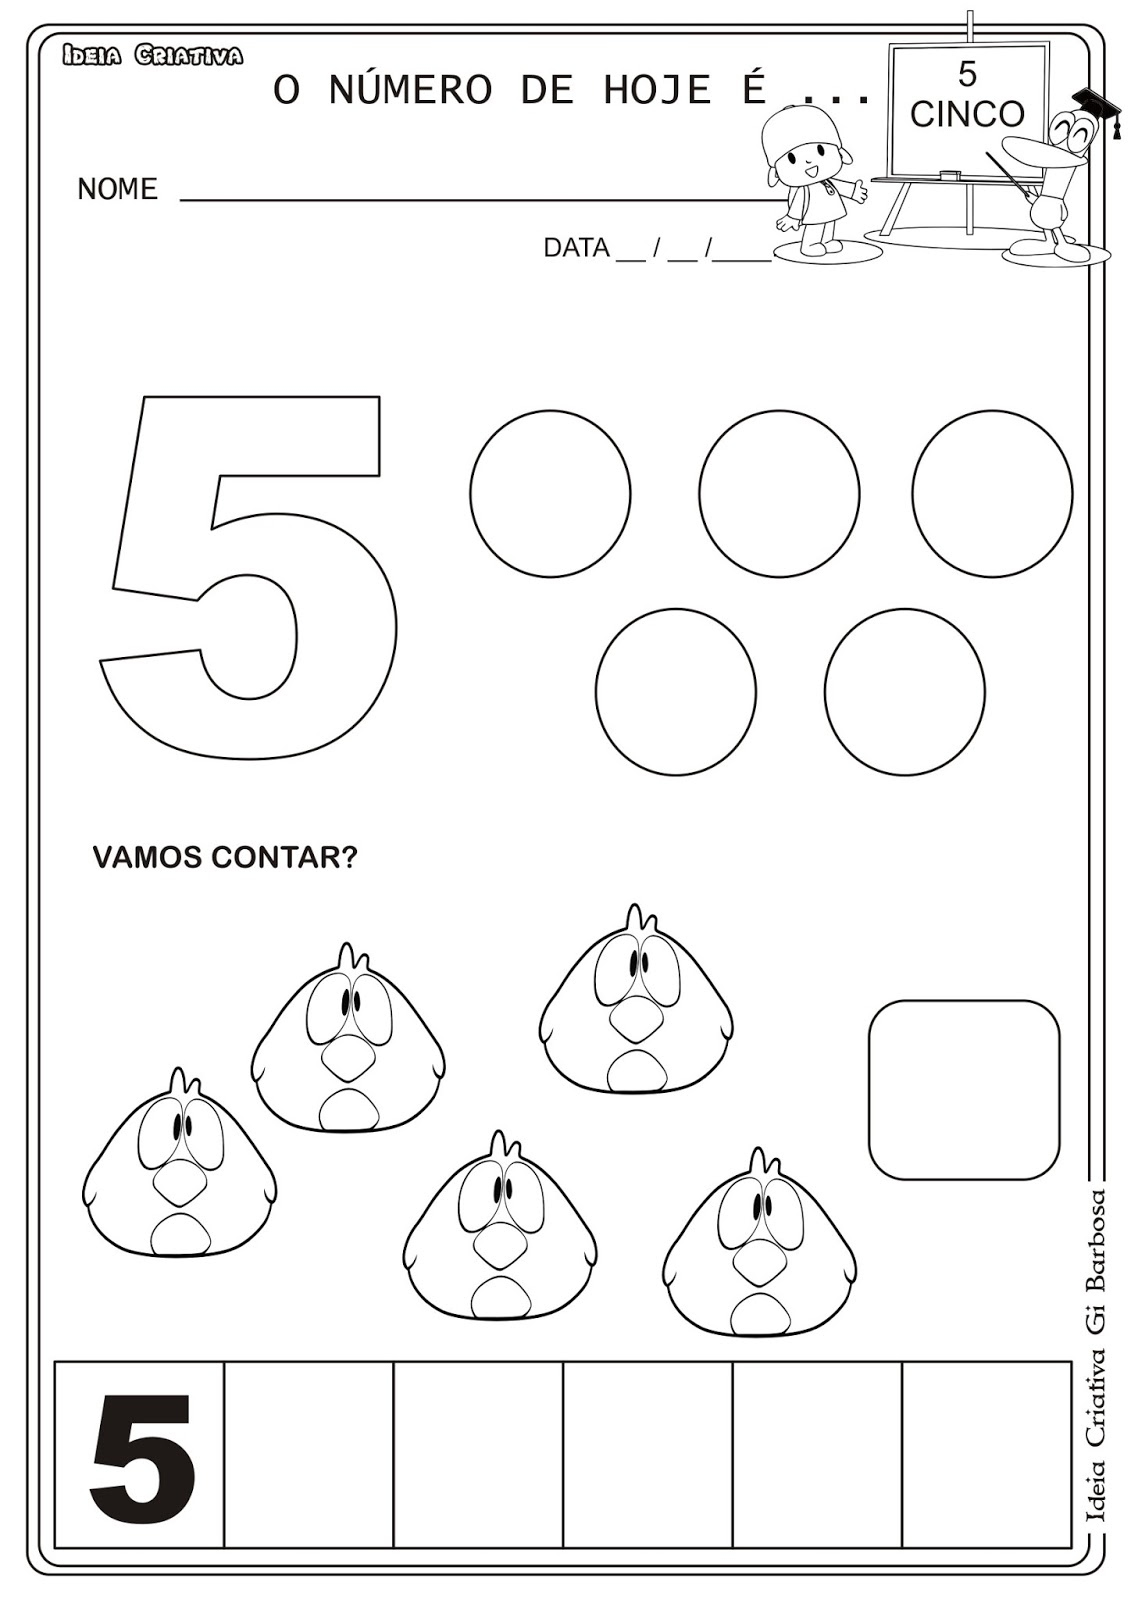 IDEIA CRIATIVA
O NÚMERO DE HOJE É ...
5
CINCO
NOME ____________________
DATA __ / __ /____
5
VAMOS CONTAR?
5
Ideia Criativa Gi Barbosa